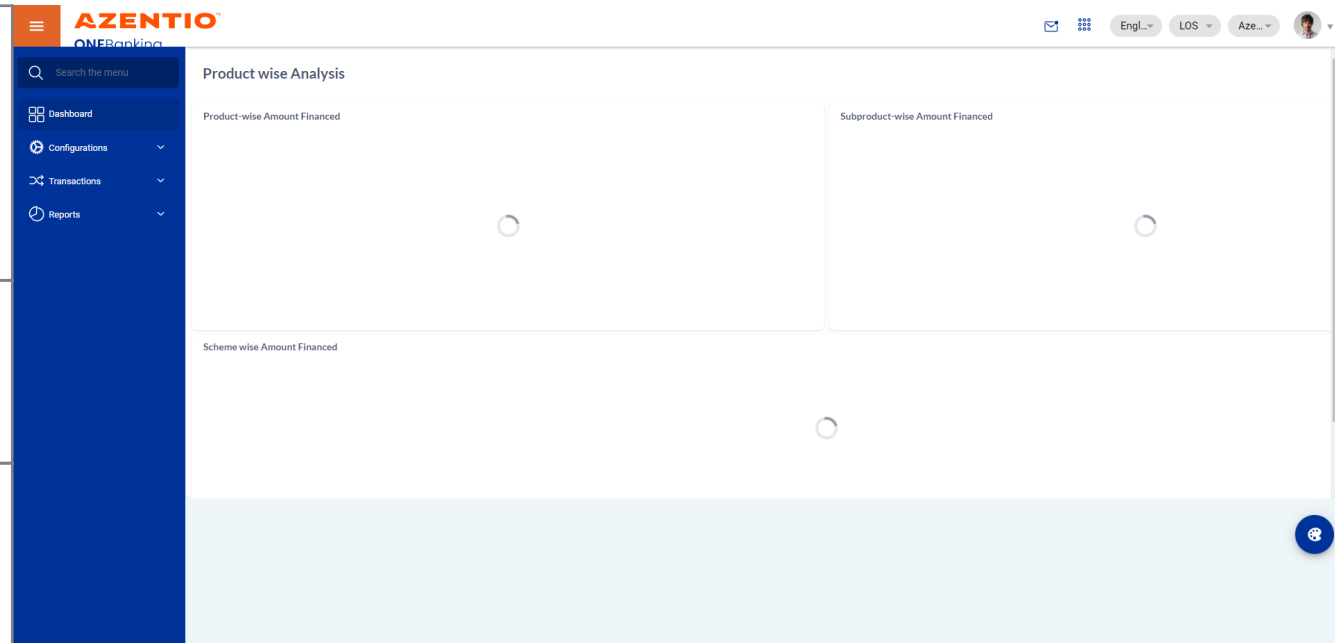 AZENTIO™
ONEBanking
Engl... LOS Aze...
Search the menu
Dashboard
Configurations
Transactions
Reports
Product wise Analysis
Product-wise Amount Financed
Subproduct-wise Amount Financed
Scheme wise Amount Financed